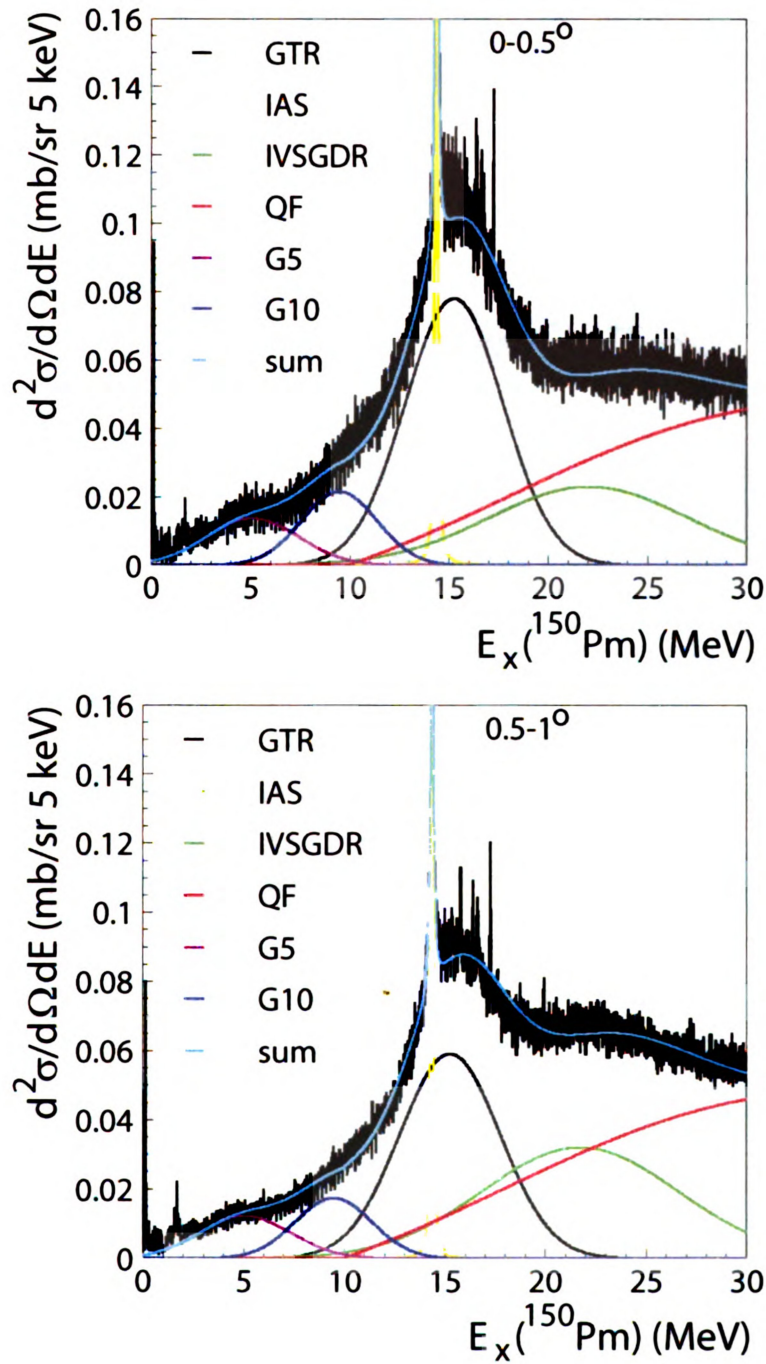 0-0.5°
GTR
IAS
IVSGDR
QF
G5
G10
sum
d²σ/dΩdE (mb/sr 5 keV)
0.16
0.14
0.12
0.1
0.08
0.06
0.04
0.02
0
0 5 10 15 20 25 30
Eₓ(¹⁵⁰Pm) (MeV)
0.5-1°
GTR
IAS
IVSGDR
QF
G5
G10
sum
d²σ/dΩdE (mb/sr 5 keV)
0.16
0.14
0.12
0.1
0.08
0.06
0.04
0.02
0
0 5 10 15 20 25 30
Eₓ(¹⁵⁰Pm) (MeV)